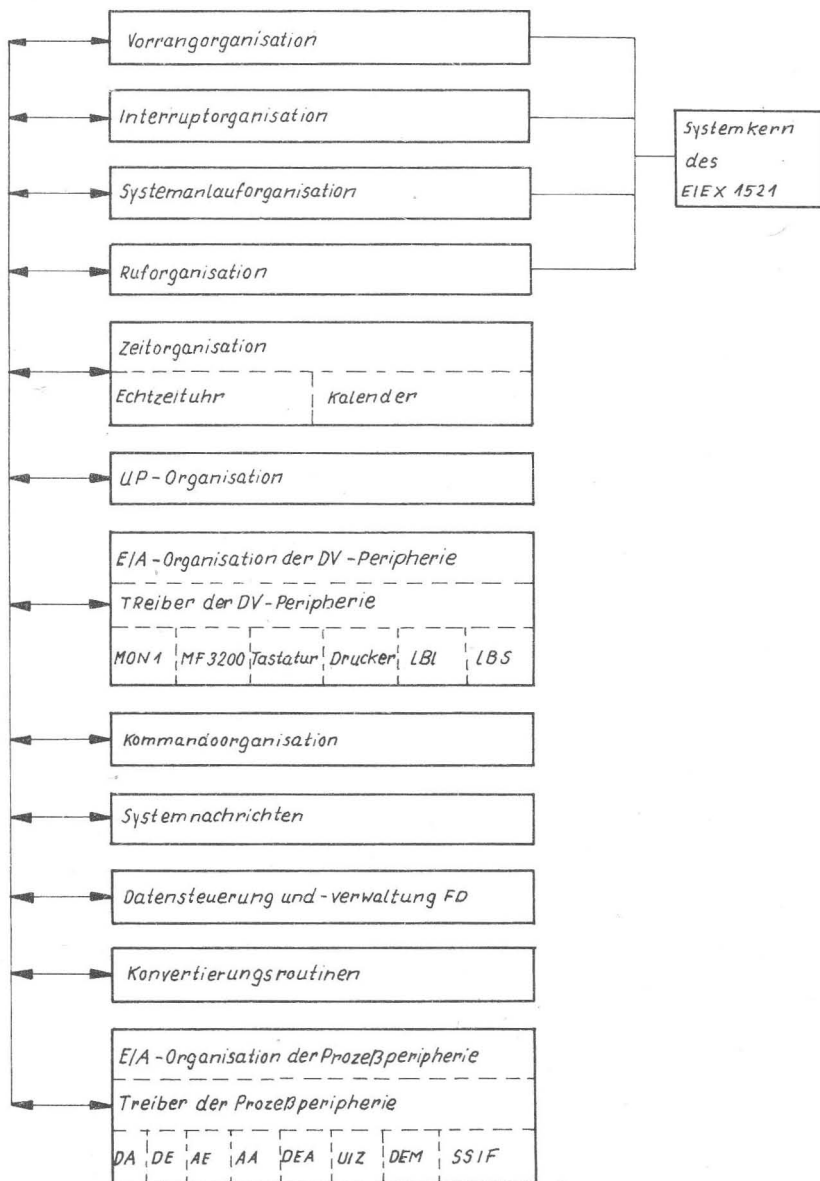 Vorrangorganisation
Interruptorganisation
Systemkern
des
EIEX 1521
Systemanlauforganisation
Ruforganisation
Zeitorganisation
Echtzeituhr
Kalender
UP-Organisation
E/A-Organisation der DV-Peripherie
TReiber der DV-Peripherie
MON1 MF3200 Tastatur Drucker LBL LBS
Kommandoorganisation
Systemnachrichten
Datensteuerung und -verwaltung FD
Konvertierungsroutinen
E/A-Organisation der Prozeßperipherie
Treiber der Prozeßperipherie
DA DE AE AA DEA UIZ DEM SSIF